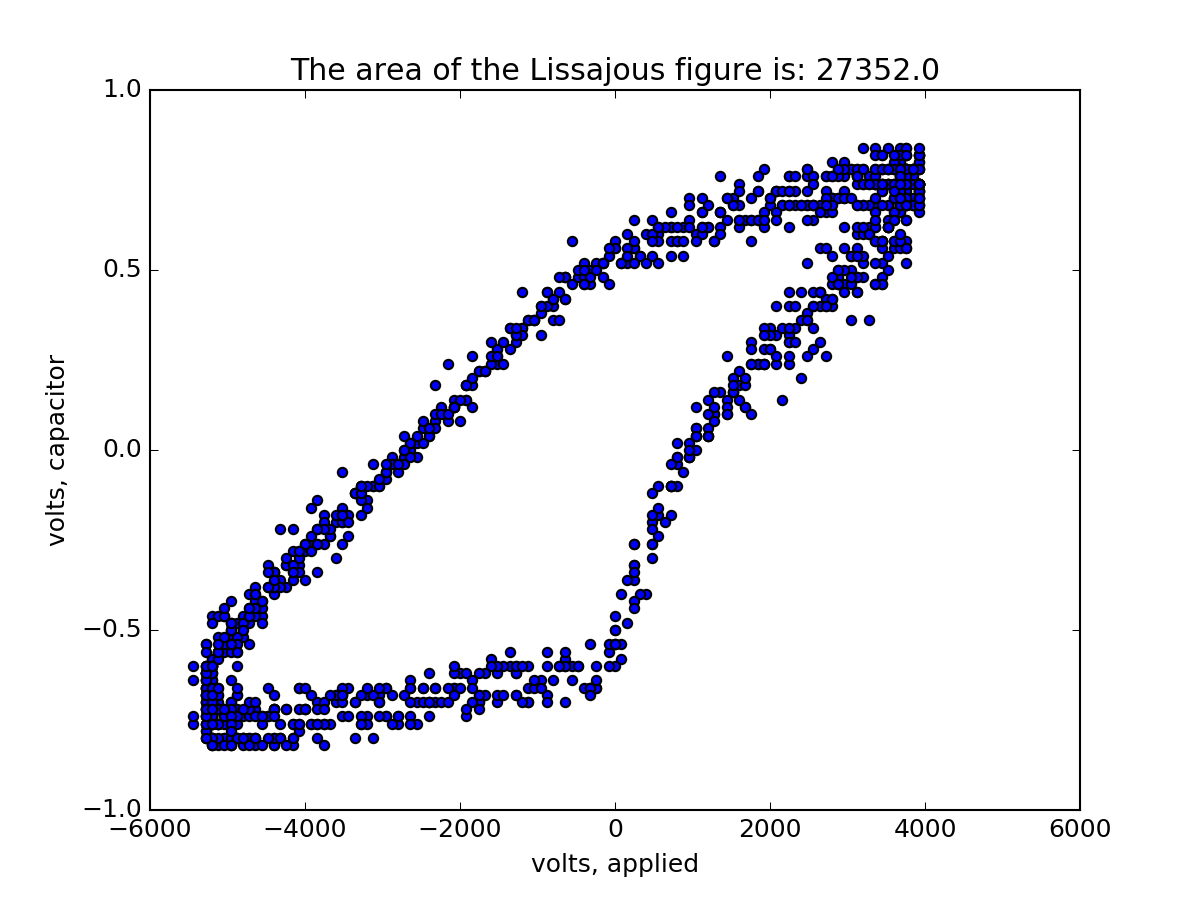 The area of the Lissajous figure is: 27352.0
1.0
0.5
0.0
−0.5
−1.0
volts, capacitor
−6000 −4000 −2000 0 2000 4000 6000
volts, applied